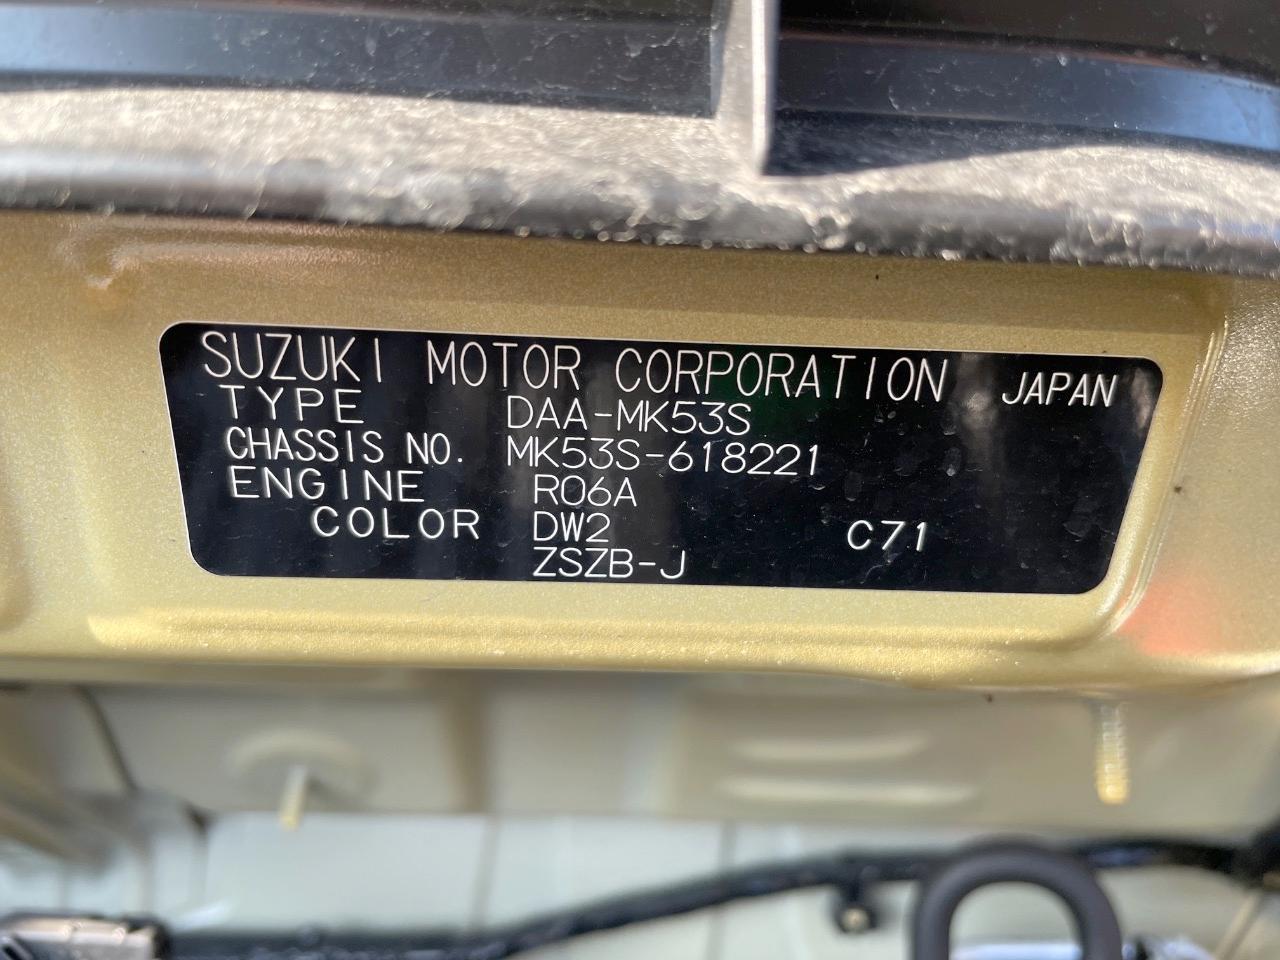 SUZUKI MOTOR CORPORATION JAPAN
TYPE DAA-MK53S
CHASSIS NO. MK53S-618221
ENGINE R06A
COLOR DW2 C71
ZSZB-J